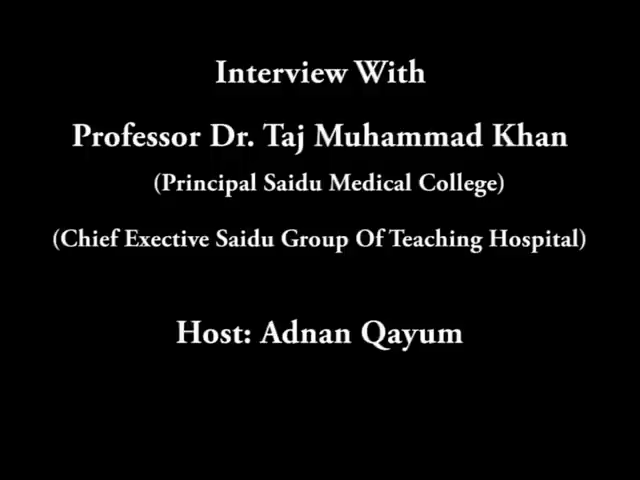 Interview With
Professor Dr. Taj Muhammad Khan
(Principal Saidu Medical College)
(Chief Exective Saidu Group Of Teaching Hospital)
Host: Adnan Qayum